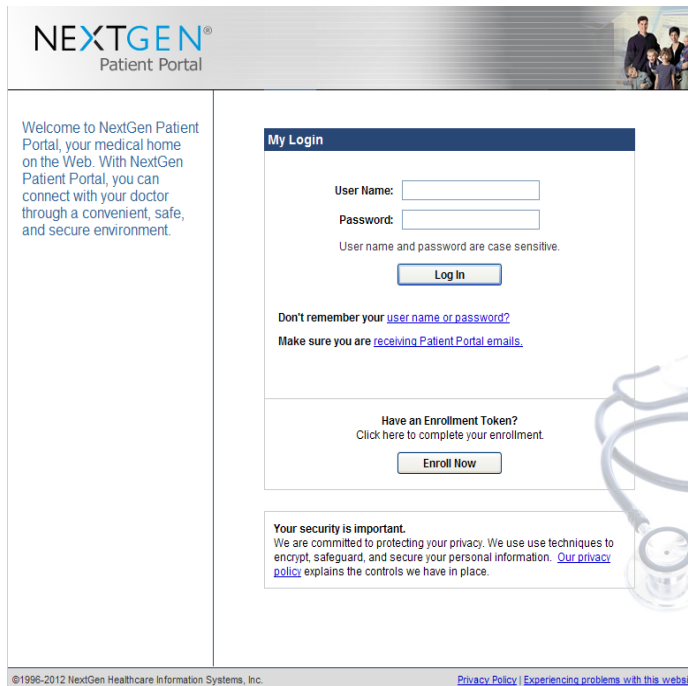 NEXTGEN®
Patient Portal
Welcome to NextGen Patient
Portal, your medical home
on the Web. With NextGen
Patient Portal, you can
connect with your doctor
through a convenient, safe,
and secure environment.
My Login
User Name:
Password:
User name and password are case sensitive.
Log In
Don't remember your user name or password?
Make sure you are receiving Patient Portal emails.
Have an Enrollment Token?
Click here to complete your enrollment.
Enroll Now
Your security is important.
We are committed to protecting your privacy. We use use techniques to
encrypt, safeguard, and secure your personal information. Our privacy
policy explains the controls we have in place.
©1996-2012 NextGen Healthcare Information Systems, Inc.
Privacy Policy | Experiencing problems with this websi